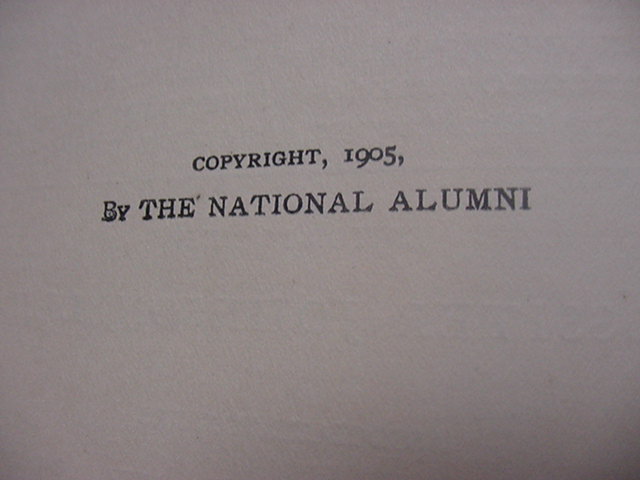 COPYRIGHT, 1905,
By THE NATIONAL ALUMNI